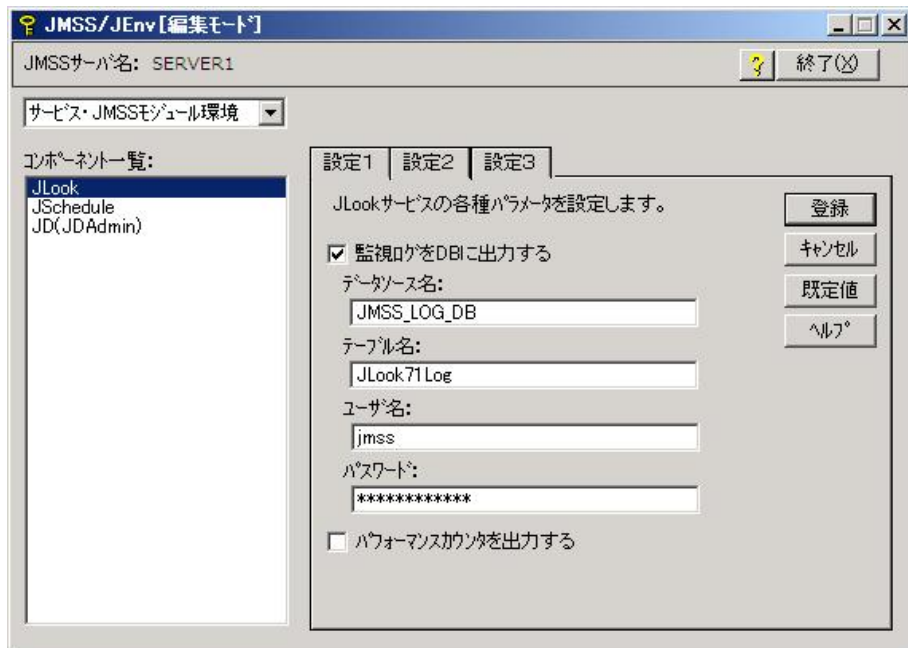 JMSS/JEnv[編集ﾓｰﾄﾞ]
JMSSｻｰﾊﾞ名: SERVER1
終了(X)
ｻｰﾋﾞｽ・JMSSﾓｼﾞｭｰﾙ環境
ｺﾝﾎﾟｰﾈﾝﾄ一覧:
JLook
JSchedule
JD(JDAdmin)
設定1 設定2 設定3
JLookｻｰﾋﾞｽの各種ﾊﾟﾗﾒｰﾀを設定します。
監視ﾛｸﾞをDBに出力する
ﾃﾞｰﾀｿｰｽ名:
JMSS_LOG_DB
ﾃｰﾌﾞﾙ名:
JLook71Log
ﾕｰｻﾞ名:
jmss
ﾊﾟｽﾜｰﾄﾞ:
************
ﾊﾟﾌｫｰﾏﾝｽｶｳﾝﾀを出力する
登録
ｷｬﾝｾﾙ
既定値
ﾍﾙﾌﾟ